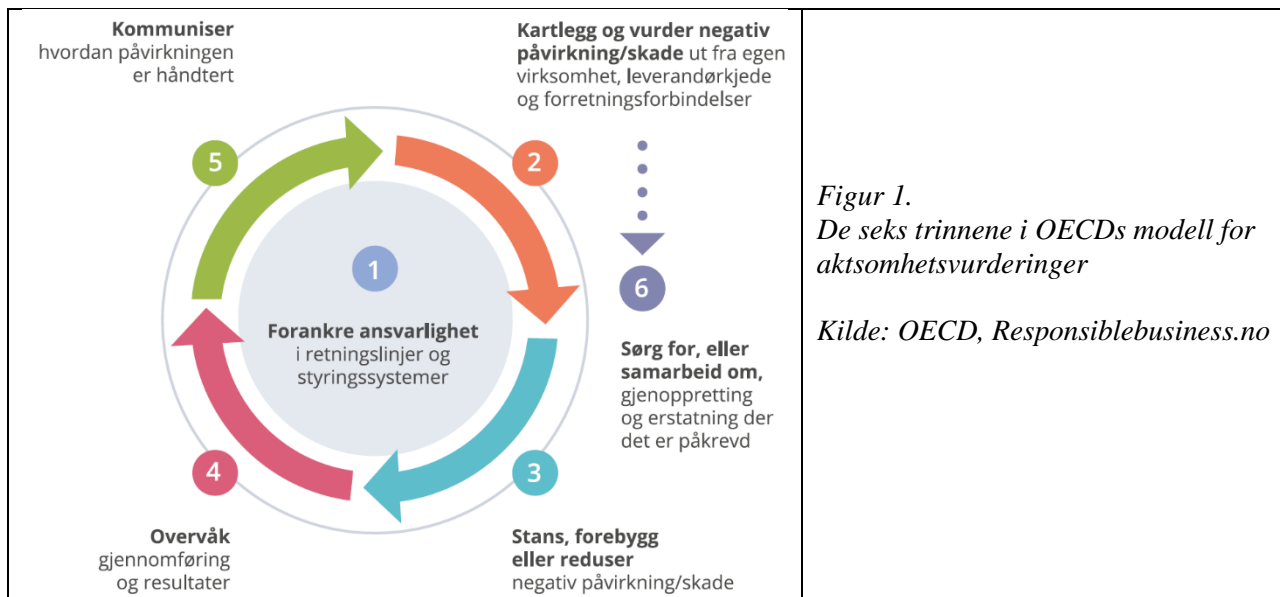 Kommuniser
hvordan påvirkningen
er håndtert
5
Kartlegg og vurder negativ
påvirkning/skade ut fra egen
virksomhet, leverandørkjede
og forretningsforbindelser
2
1
Forankre ansvarlighet
i retningslinjer og
styringssystemer
6
Sørg for, eller
samarbeid om,
gjenoppretting
og erstatning der
det er påkrevd
4
Overvåk
gjennomføring
og resultater
3
Stans, forebygg
eller reduser
negativ påvirkning/skade
Figur 1.
De seks trinnene i OECDs modell for
aktsomhetsvurderinger
Kilde: OECD, Responsiblebusiness.no